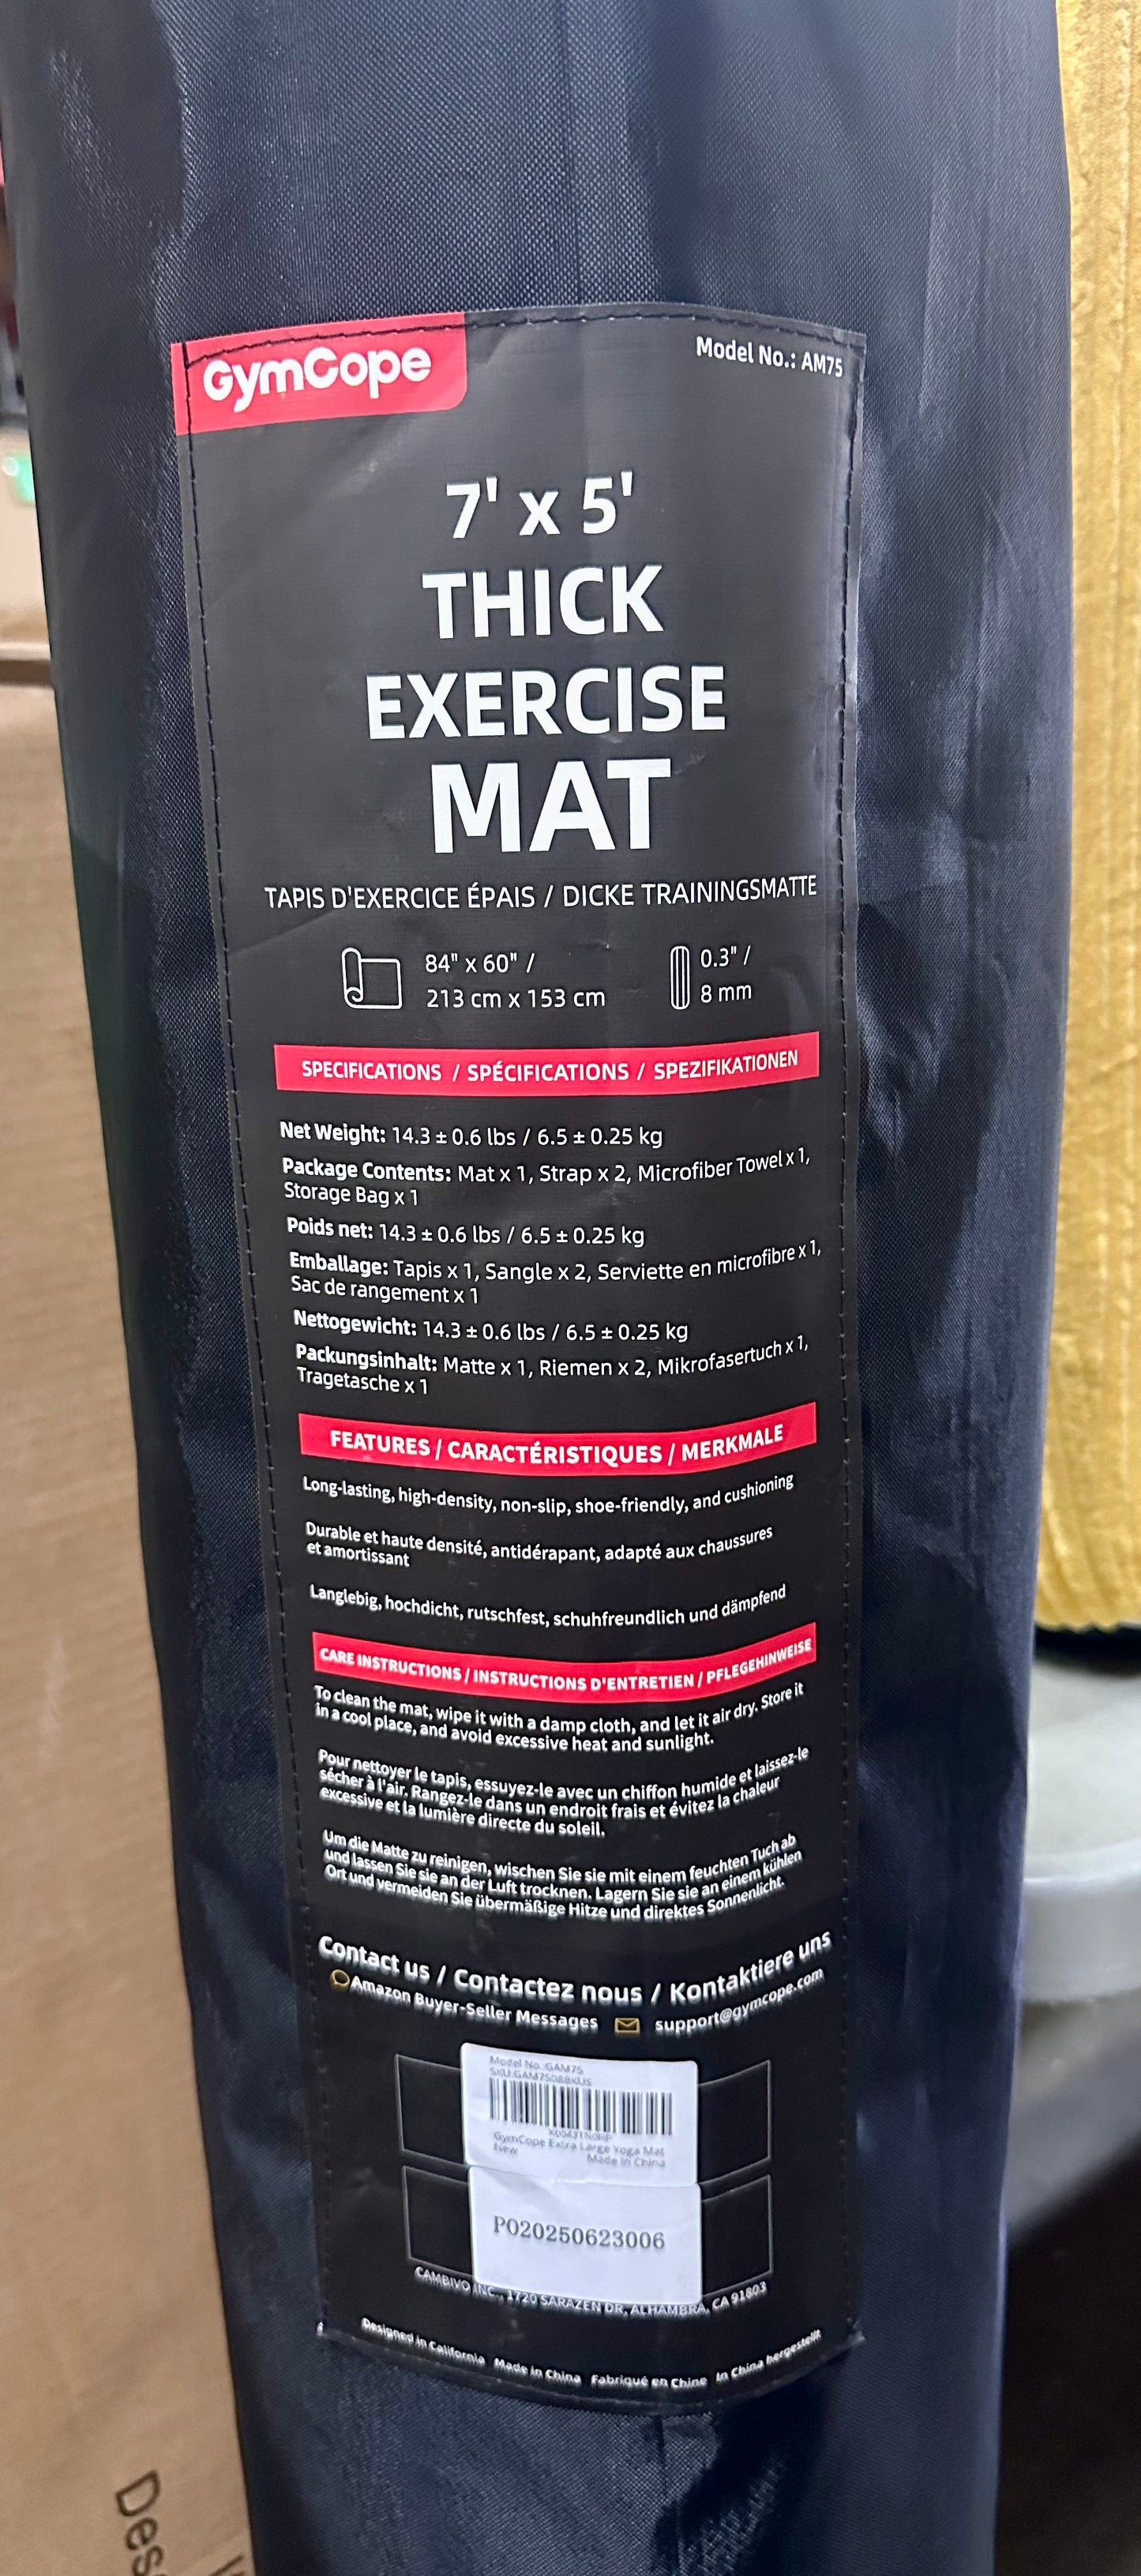 GymCope
Model No.: AM75
7' x 5'
THICK
EXERCISE
MAT
TAPIS D'EXERCICE ÉPAIS / DICKE TRAININGSMATTE
84" x 60" /
213 cm x 153 cm
0.3" /
8 mm
SPECIFICATIONS / SPÉCIFICATIONS / SPEZIFIKATIONEN
Net Weight: 14.3 ± 0.6 lbs / 6.5 ± 0.25 kg
Package Contents: Mat x 1, Strap x 2, Microfiber Towel x 1,
Storage Bag x 1
Poids net: 14.3 ± 0.6 lbs / 6.5 ± 0.25 kg
Emballage: Tapis x 1, Sangle x 2, Serviette en microfibre x 1,
Sac de rangement x 1
Nettogewicht: 14.3 ± 0.6 lbs / 6.5 ± 0.25 kg
Packungsinhalt: Matte x 1, Riemen x 2, Mikrofasertuch x 1,
Tragetasche x 1
FEATURES / CARACTÉRISTIQUES / MERKMALE
Long-lasting, high-density, non-slip, shoe-friendly, and cushioning
Durable et haute densité, antidérapant, adapté aux chaussures
et amortissant
Langlebig, hochdicht, rutschfest, schuhfreundlich und dämpfend
CARE INSTRUCTIONS / INSTRUCTIONS D'ENTRETIEN / PFLEGEHINWEISE
To clean the mat, wipe it with a damp cloth, and let it air dry. Store it
in a cool place, and avoid excessive heat and sunlight.
Pour nettoyer le tapis, essuyez-le avec un chiffon humide et laissez-le
sécher à l'air. Rangez-le dans un endroit frais et évitez la chaleur
excessive et la lumière directe du soleil.
Um die Matte zu reinigen, wischen Sie sie mit einem feuchten Tuch ab
und lassen Sie sie an der Luft trocknen. Lagern Sie sie an einem kühlen
Ort und vermeiden Sie übermäßige Hitze und direktes Sonnenlicht.
Contact us / Contactez nous / Kontaktiere uns
Amazon Buyer-Seller Messages support@gymcope.com
Model No.:GAM75
SKU:GAM7508BKUS
GymCope Extra Large Yoga Mat
New Made in China
PO20250623006
CAMBIVO INC., 1720 SARAZEN DR, ALHAMBRA, CA 91803
Designed in California Made in China Fabriqué en Chine In China hergestellt